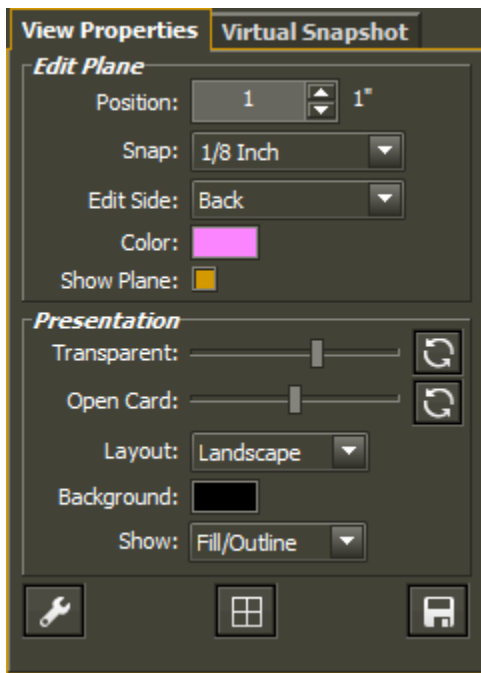 View Properties Virtual Snapshot
Edit Plane
Position: 1 1"
Snap: 1/8 Inch
Edit Side: Back
Color:
Show Plane:
Presentation
Transparent:
Open Card:
Layout: Landscape
Background:
Show: Fill/Outline